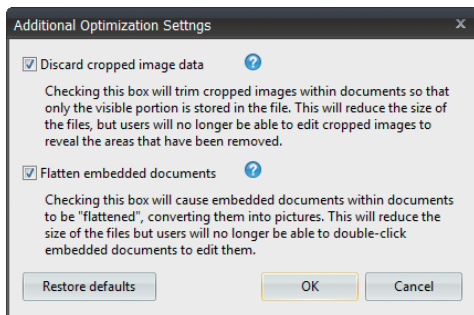 Additional Optimization Settngs
x
Discard cropped image data ?
Checking this box will trim cropped images within documents so that
only the visible portion is stored in the file. This will reduce the size of
the files, but users will no longer be able to edit cropped images to
reveal the areas that have been removed.
Flatten embedded documents ?
Checking this box will cause embedded documents within documents
to be "flattened", converting them into pictures. This will reduce the
size of the files but users will no longer be able to double-click
embedded documents to edit them.
Restore defaults
OK
Cancel